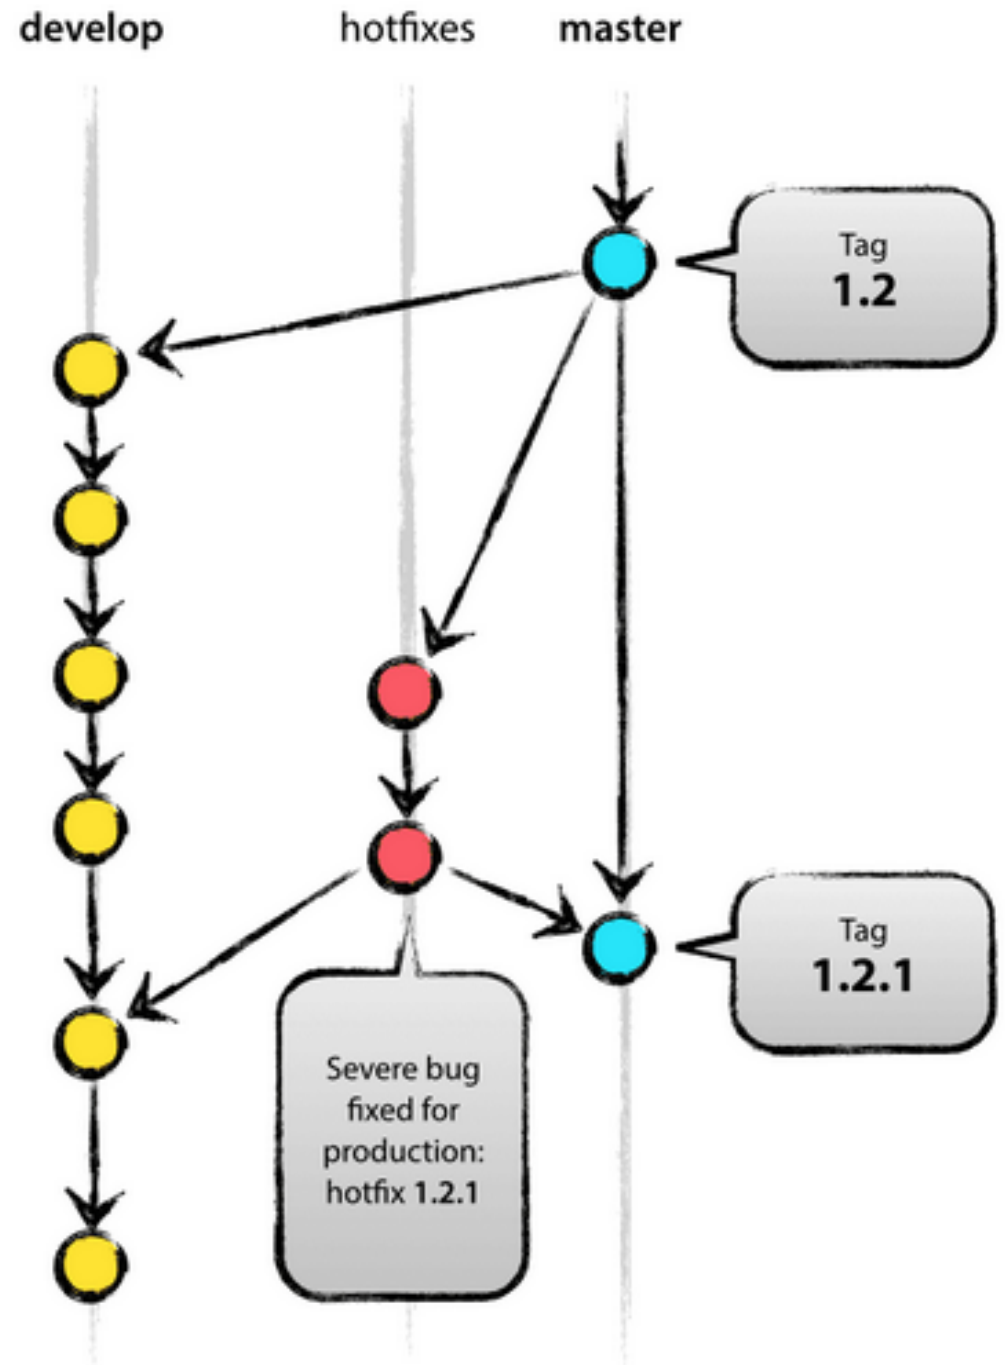 develop
hotfixes
master
Tag
1.2
Tag
1.2.1
Severe bug
fixed for
production:
hotfix 1.2.1